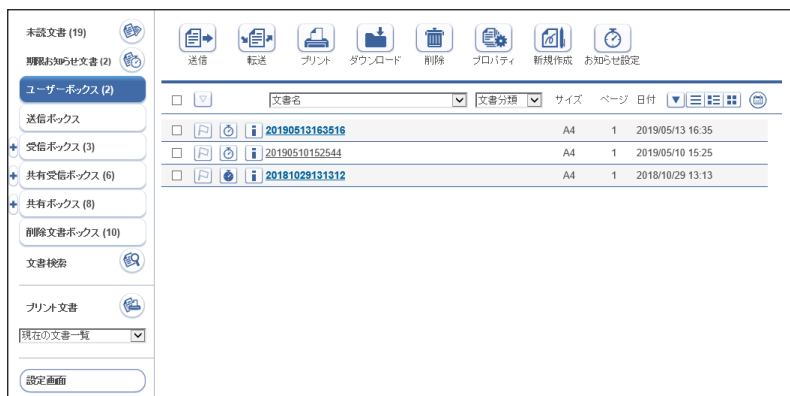 未読文書 (19)
期限お知らせ文書 (2)
ユーザーボックス (2)
送信ボックス
受信ボックス (3)
共有受信ボックス (6)
共有ボックス (8)
削除文書ボックス (10)
文書検索
プリント文書
現在の文書一覧
設定画面
送信 転送 プリント ダウンロード 削除 プロパティ 新規作成 お知らせ設定
文書名 文書分類 サイズ ページ 日付
20190513163516 A4 1 2019/05/13 16:35
20190510152544 A4 1 2019/05/10 15:25
20181029131312 A4 1 2018/10/29 13:13